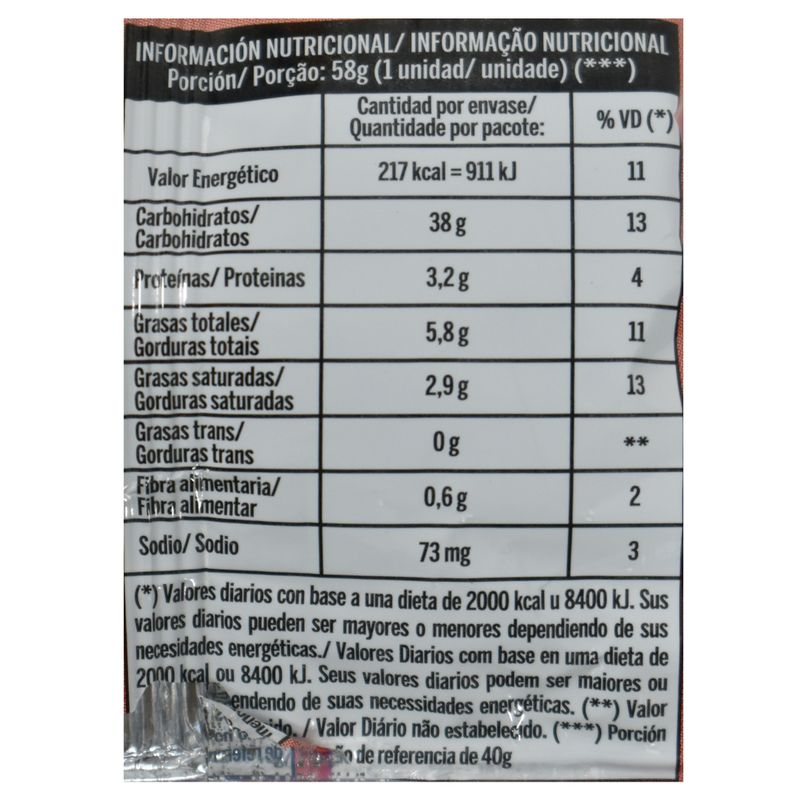 INFORMACIÓN NUTRICIONAL/ INFORMAÇÃO NUTRICIONAL
Porción/ Porção: 58g (1 unidad/ unidade) (***)
Cantidad por envase/
Quantidade por pacote:
% VD (*)
Valor Energético 217 kcal = 911 kJ 11
Carbohidratos/
Carbohidratos
38 g 13
Proteínas/ Proteinas 3,2 g 4
Grasas totales/
Gorduras totais
5,8 g 11
Grasas saturadas/
Gorduras saturadas
2,9 g 13
Grasas trans/
Gorduras trans
0 g **
Fibra alimentaria/
Fibra alimentar
0,6 g 2
Sodio/ Sodio 73 mg 3
(*) Valores diarios con base a una dieta de 2000 kcal u 8400 kJ. Sus
valores diarios pueden ser mayores o menores dependiendo de sus
necesidades energéticas./ Valores Diarios com base en uma dieta de
2000 kcal ou 8400 kJ. Seus valores diarios podem ser maiores ou
de suas necessidades energéticas. (**) Valor
/ Valor Diário não estabelecido. (***) Porción
de referencia de 40g